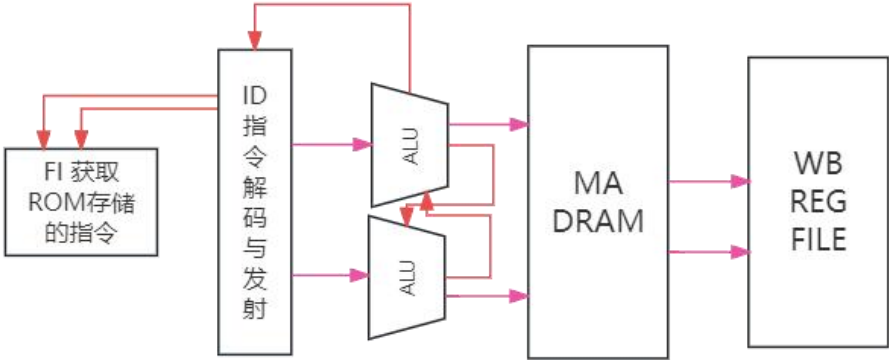 FI 获取
ROM存储
的指令
ID
指
令
解
码
与
发
射
ALU
ALU
MA
DRAM
WB
REG
FILE